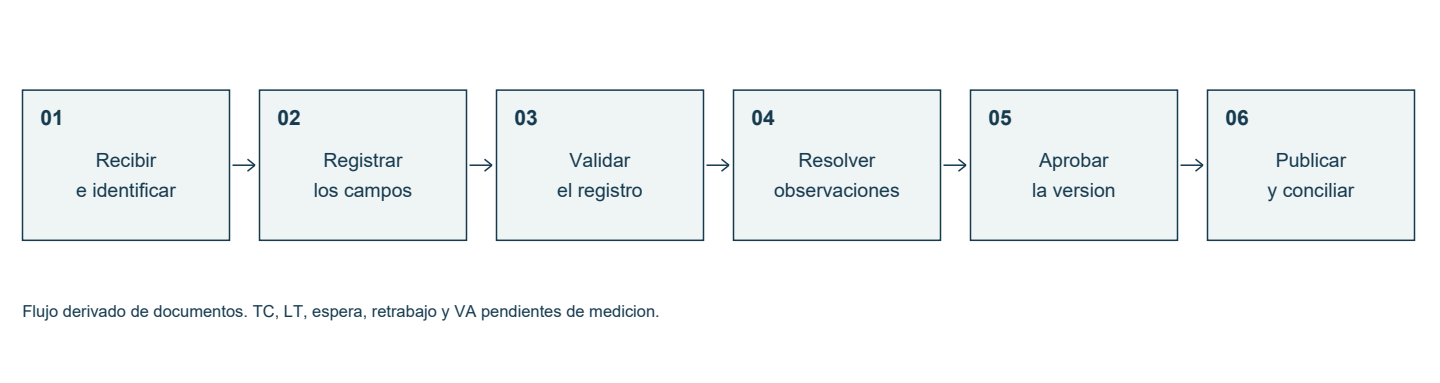 01
Recibir
e identificar
02
Registrar
los campos
03
Validar
el registro
04
Resolver
observaciones
05
Aprobar
la version
06
Publicar
y conciliar
Flujo derivado de documentos. TC, LT, espera, retrabajo y VA pendientes de medicion.